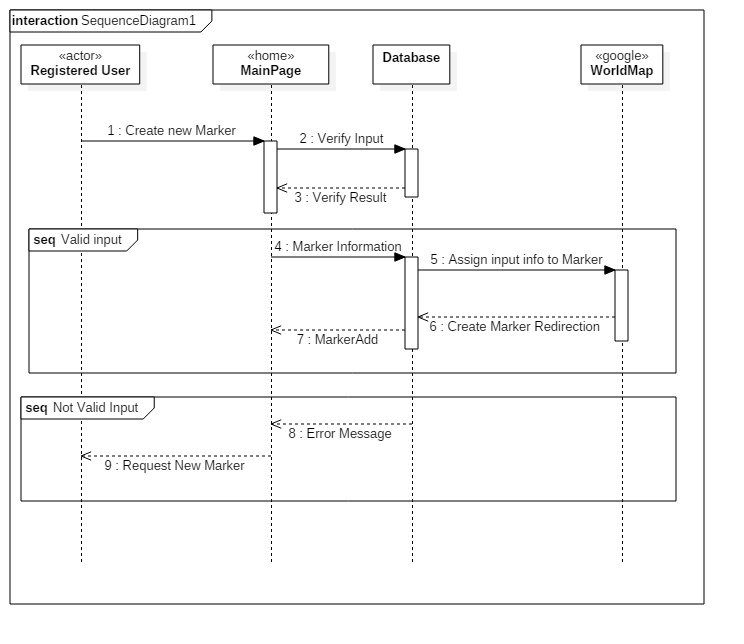 interaction SequenceDiagram1
«actor»
Registered User
«home»
MainPage
Database
«google»
WorldMap
1 : Create new Marker
2 : Verify Input
3 : Verify Result
seq Valid input
4 : Marker Information
5 : Assign input info to Marker
6 : Create Marker Redirection
7 : MarkerAdd
seq Not Valid Input
8 : Error Message
9 : Request New Marker